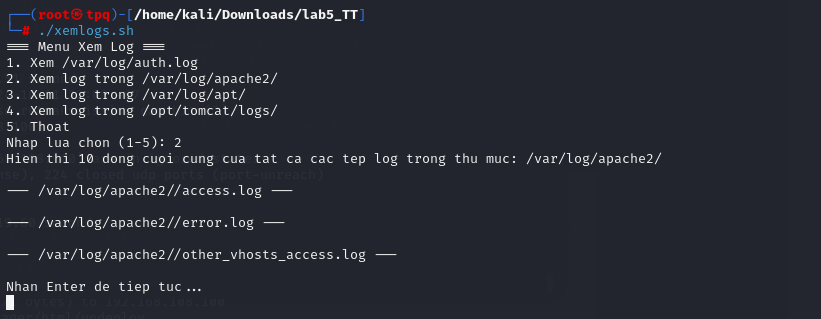 ┌──(root㉿tpq)-[/home/kali/Downloads/lab5_TT]
└─# ./xemlogs.sh
=== Menu Xem Log ===
1. Xem /var/log/auth.log
2. Xem log trong /var/log/apache2/
3. Xem log trong /var/log/apt/
4. Xem log trong /opt/tomcat/logs/
5. Thoat
Nhap lua chon (1-5): 2
Hien thi 10 dong cuoi cung cua tat ca cac tep log trong thu muc: /var/log/apache2/
--- /var/log/apache2//access.log ---
--- /var/log/apache2//error.log ---
--- /var/log/apache2//other_vhosts_access.log ---
Nhan Enter de tiep tuc...